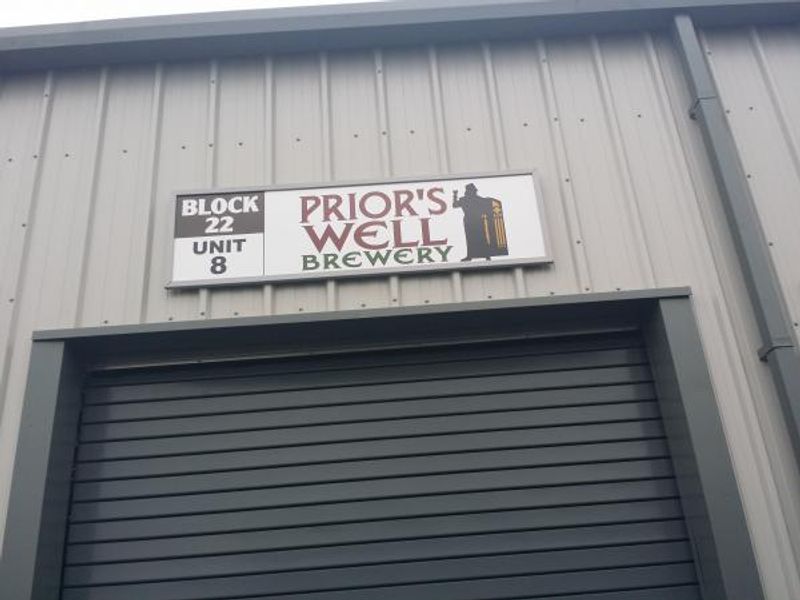 BLOCK
22
UNIT
8
PRIOR'S
WELL
BREWERY